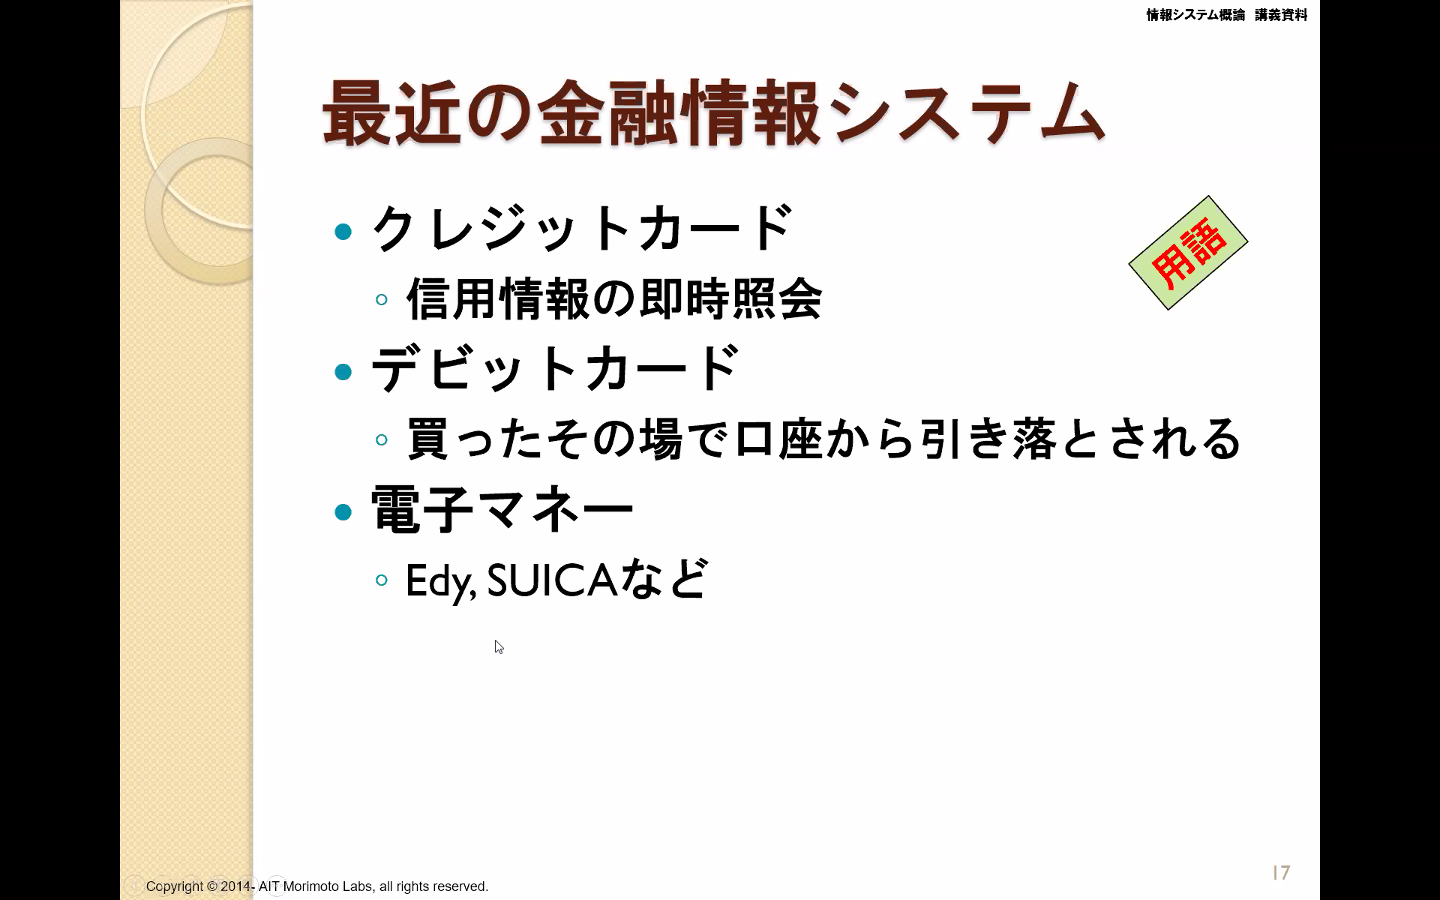 情報システム概論 講義資料
最近の金融情報システム
用語
• クレジットカード
◦ 信用情報の即時照会
• デビットカード
◦ 買ったその場で口座から引き落とされる
• 電子マネー
◦ Edy, SUICAなど
17
Copyright © 2014- AIT Morimoto Labs, all rights reserved.